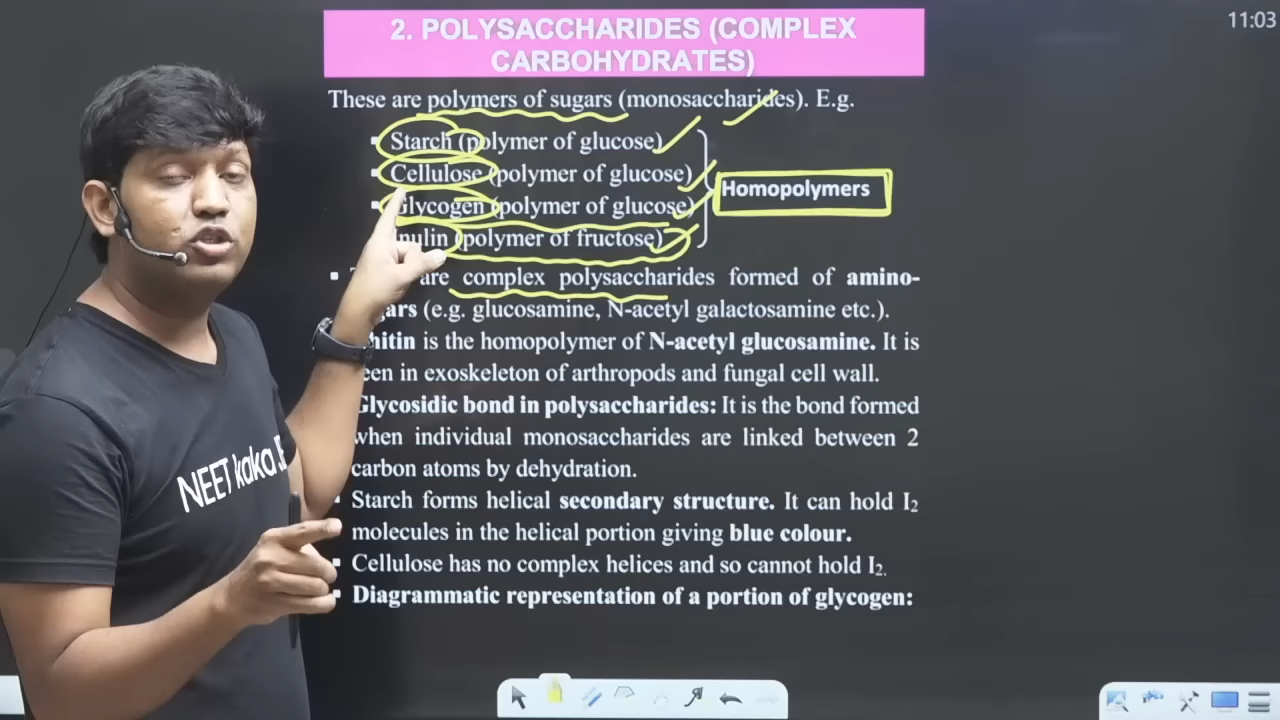 2. POLYSACCHARIDES (COMPLEX
CARBOHYDRATES)
11:03
These are polymers of sugars (monosaccharides). E.g.
▪ Starch (polymer of glucose)
▪ Cellulose (polymer of glucose)
▪ Glycogen (polymer of glucose)
nulin (polymer of fructose)
Homopolymers
▪ are complex polysaccharides formed of amino-
gars (e.g. glucosamine, N-acetyl galactosamine etc.).
hitin is the homopolymer of N-acetyl glucosamine. It is
een in exoskeleton of arthropods and fungal cell wall.
Glycosidic bond in polysaccharides: It is the bond formed
when individual monosaccharides are linked between 2
carbon atoms by dehydration.
▪ Starch forms helical secondary structure. It can hold I₂
molecules in the helical portion giving blue colour.
▪ Cellulose has no complex helices and so cannot hold I₂.
▪ Diagrammatic representation of a portion of glycogen:
NEET kaka